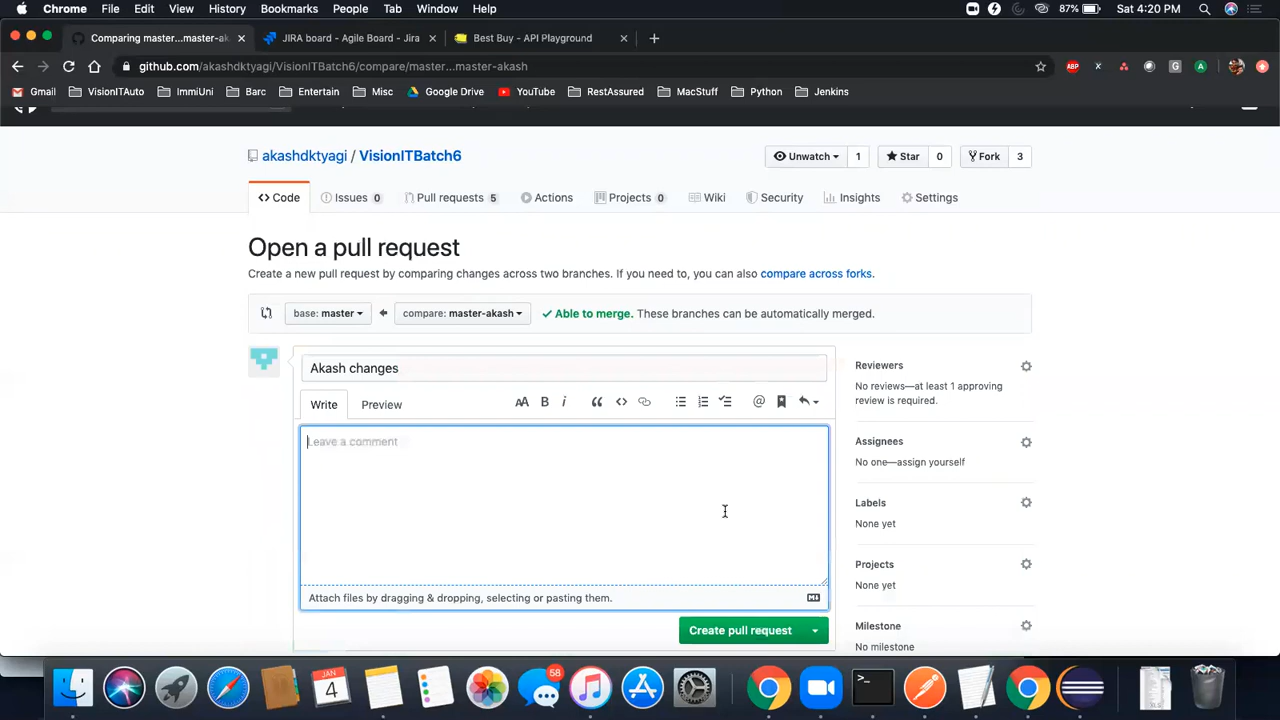 Chrome File Edit View History Bookmarks People Tab Window Help 87% Sat 4:20 PM
Comparing master...master-ak JIRA board - Agile Board - Jira Best Buy - API Playground
github.com/akashdktyagi/VisionITBatch6/compare/master...master-akash
Gmail VisionITAuto ImmiUni Barc Entertain Misc Google Drive YouTube RestAssured MacStuff Python Jenkins
akashdktyagi / VisionITBatch6 Unwatch 1 Star 0 Fork 3
Code Issues 0 Pull requests 5 Actions Projects 0 Wiki Security Insights Settings
Open a pull request
Create a new pull request by comparing changes across two branches. If you need to, you can also compare across forks.
base: master compare: master-akash Able to merge. These branches can be automatically merged.
Akash changes
Write Preview
Leave a comment
Attach files by dragging & dropping, selecting or pasting them.
Create pull request
Reviewers
No reviews—at least 1 approving
review is required.
Assignees
No one—assign yourself
Labels
None yet
Projects
None yet
Milestone
No milestone
JAN
4
58